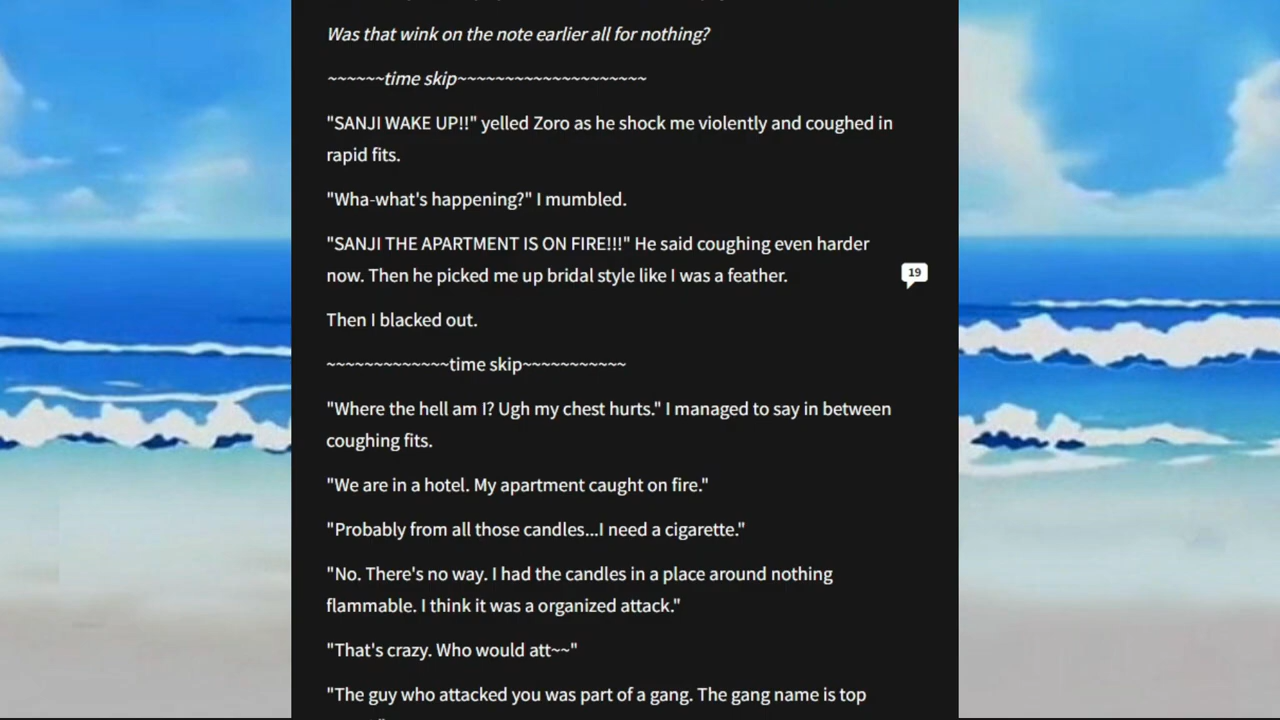 Was that wink on the note earlier all for nothing?
~~~~~~time skip~~~~~~~~~~~~~~~~~~~~
"SANJI WAKE UP!!" yelled Zoro as he shock me violently and coughed in
rapid fits.
"Wha-what's happening?" I mumbled.
"SANJI THE APARTMENT IS ON FIRE!!!" He said coughing even harder
now. Then he picked me up bridal style like I was a feather.
19
Then I blacked out.
~~~~~~~~~~~~~time skip~~~~~~~~~~~
"Where the hell am I? Ugh my chest hurts." I managed to say in between
coughing fits.
"We are in a hotel. My apartment caught on fire."
"Probably from all those candles...I need a cigarette."
"No. There's no way. I had the candles in a place around nothing
flammable. I think it was a organized attack."
"That's crazy. Who would att~~"
"The guy who attacked you was part of a gang. The gang name is top